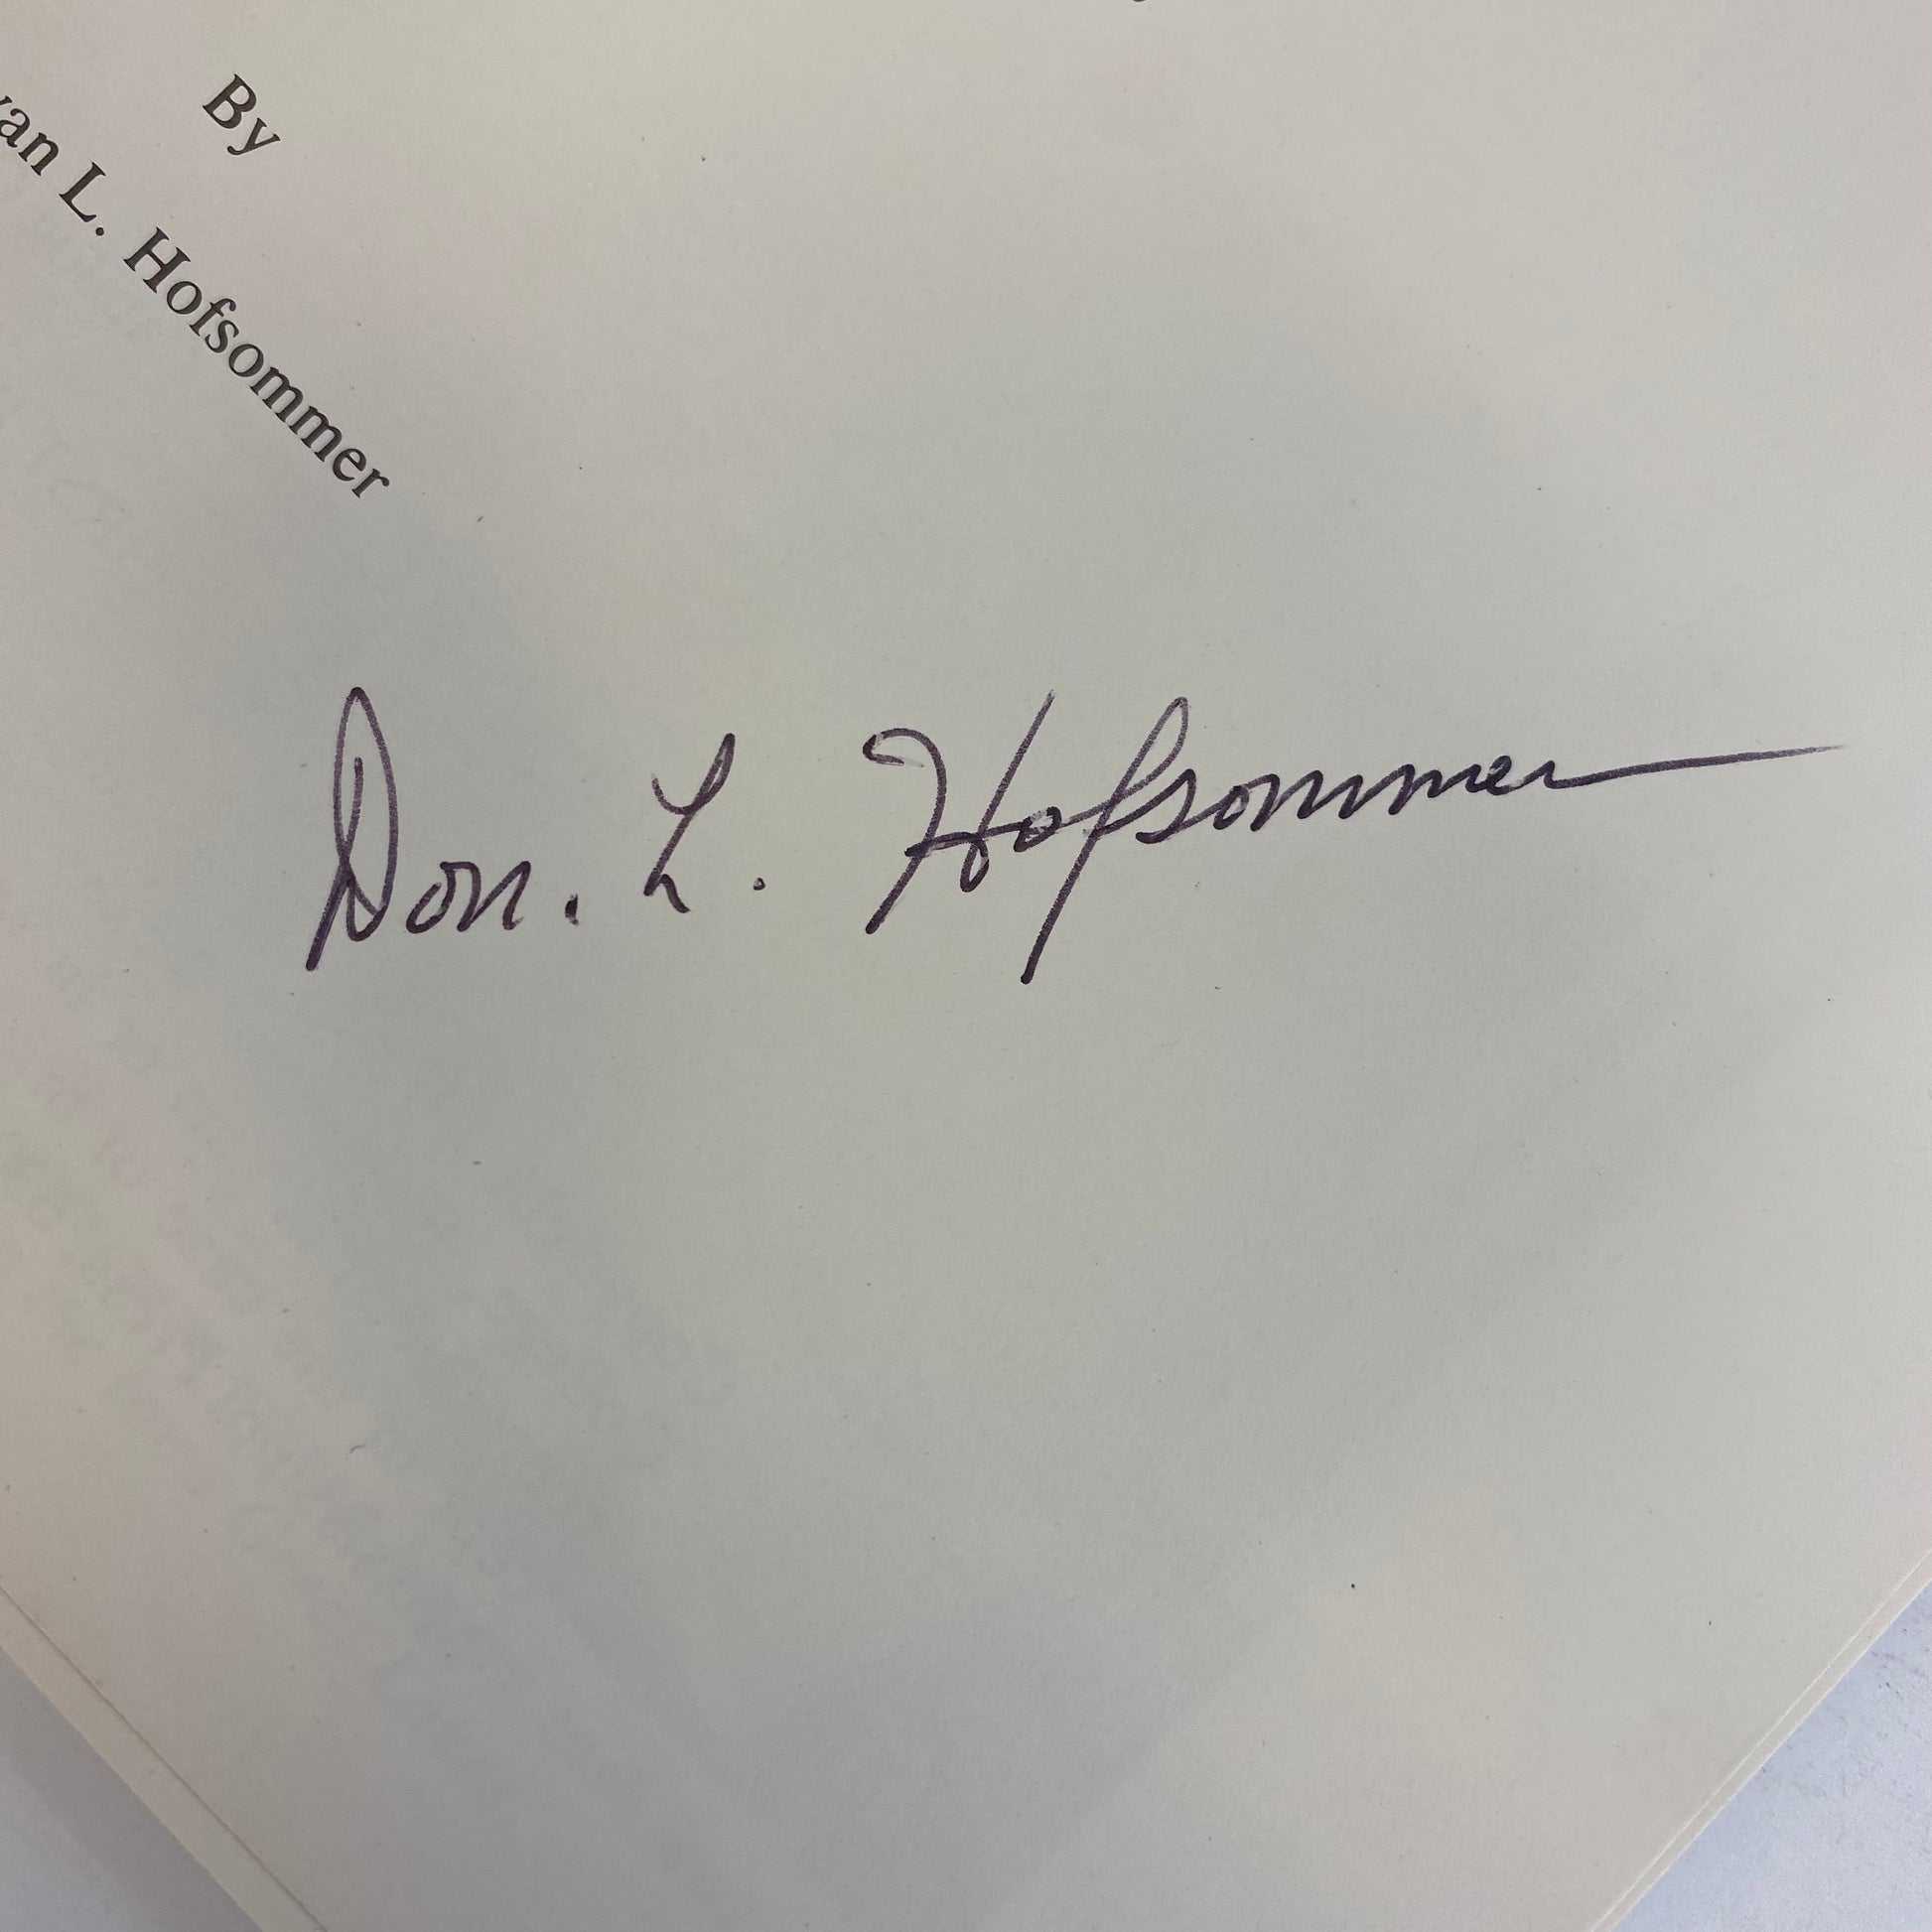 By
van L. Hofsommer
Don. L. Hofsommer